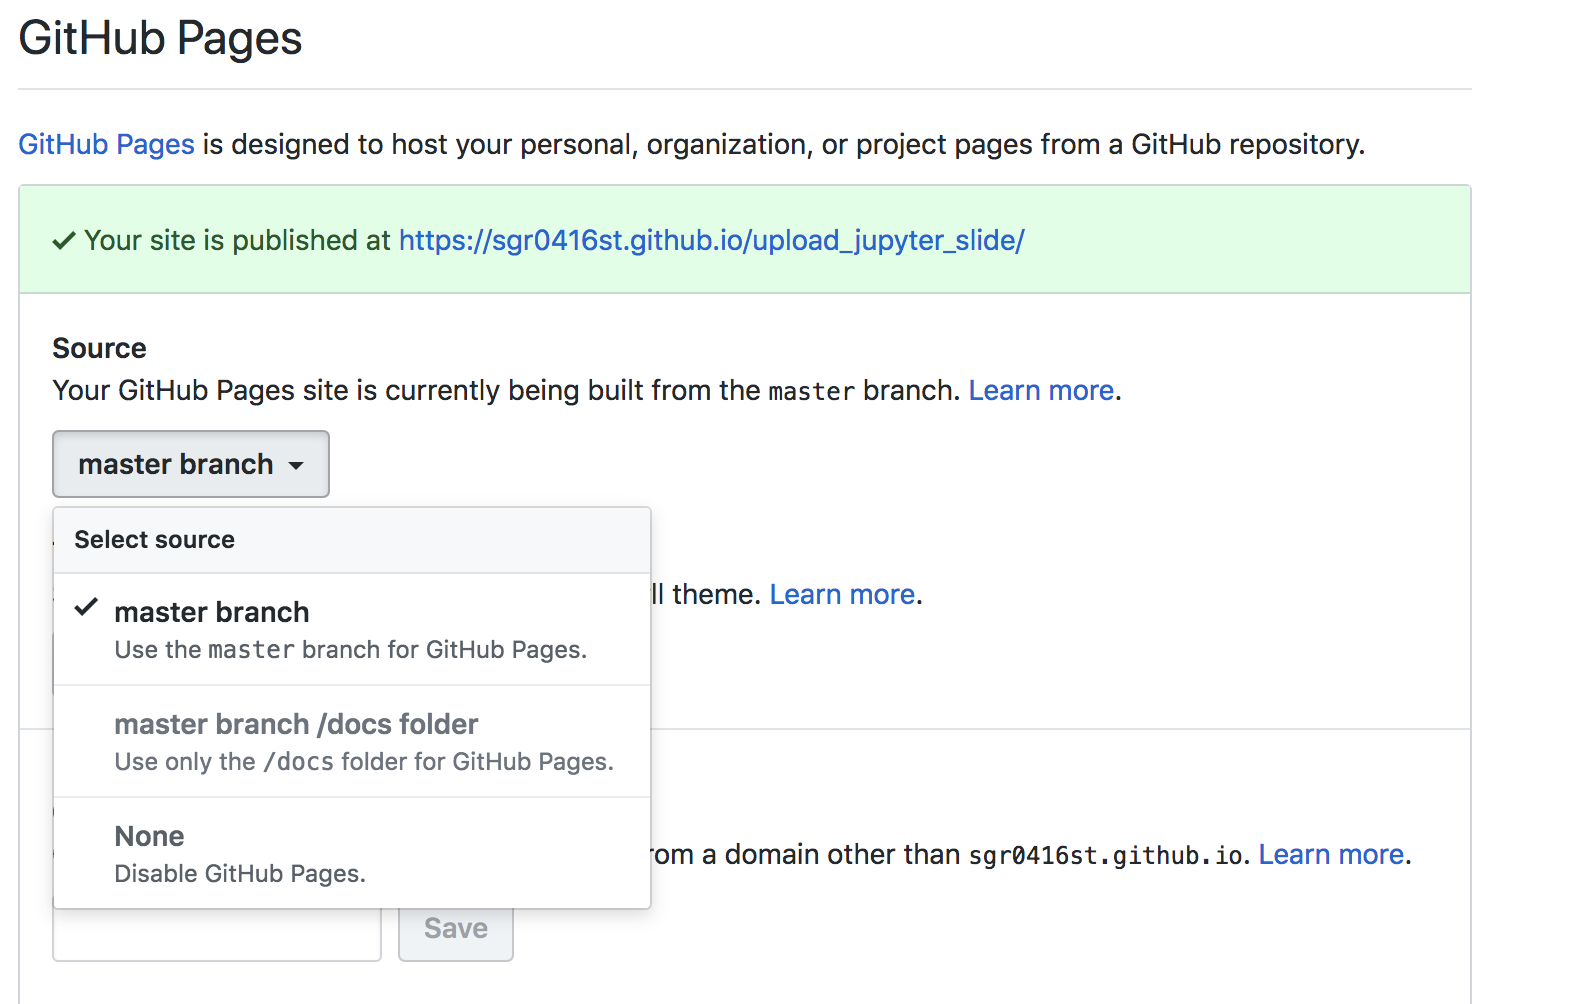 GitHub Pages
GitHub Pages is designed to host your personal, organization, or project pages from a GitHub repository.
Your site is published at https://sgr0416st.github.io/upload_jupyter_slide/
Source
Your GitHub Pages site is currently being built from the master branch. Learn more.
master branch
Select source
master branch
Use the master branch for GitHub Pages.
master branch /docs folder
Use only the /docs folder for GitHub Pages.
None
Disable GitHub Pages.
theme. Learn more.
a domain other than sgr0416st.github.io. Learn more.
Save